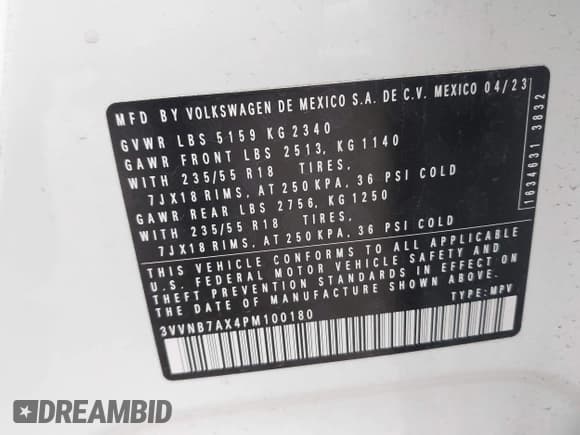 MFD BY VOLKSWAGEN DE MEXICO S.A. DE C.V. MEXICO 04/23
GVWR LBS 5159 KG 2340
GAWR FRONT LBS 2513, KG 1140
WITH 235/55 R18 TIRES,
7JX18 RIMS, AT 250 KPA, 36 PSI COLD
GAWR REAR LBS 2756, KG 1250
WITH 235/55 R18 TIRES,
7JX18 RIMS, AT 250 KPA, 36 PSI COLD
THIS VEHICLE CONFORMS TO ALL APPLICABLE
U.S. FEDERAL MOTOR VEHICLE SAFETY AND
THEFT PREVENTION STANDARDS IN EFFECT ON
THE DATE OF MANUFACTURE SHOWN ABOVE.
3VVNB7AX4PM100180 TYPE: MPV
1634631 3832
DREAMBID